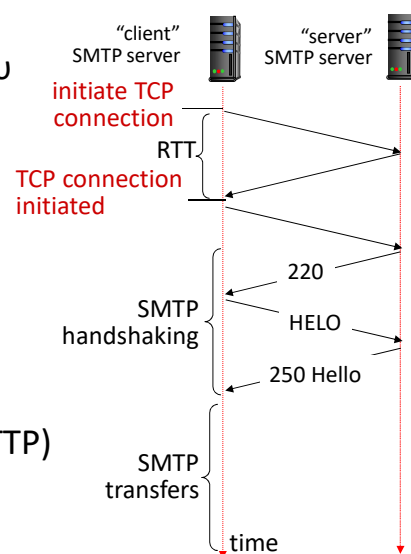 “client”
SMTP server
“server”
SMTP server
initiate TCP
connection
RTT
TCP connection
initiated
220
SMTP
handshaking
HELO
250 Hello
TTP)
SMTP
transfers
time